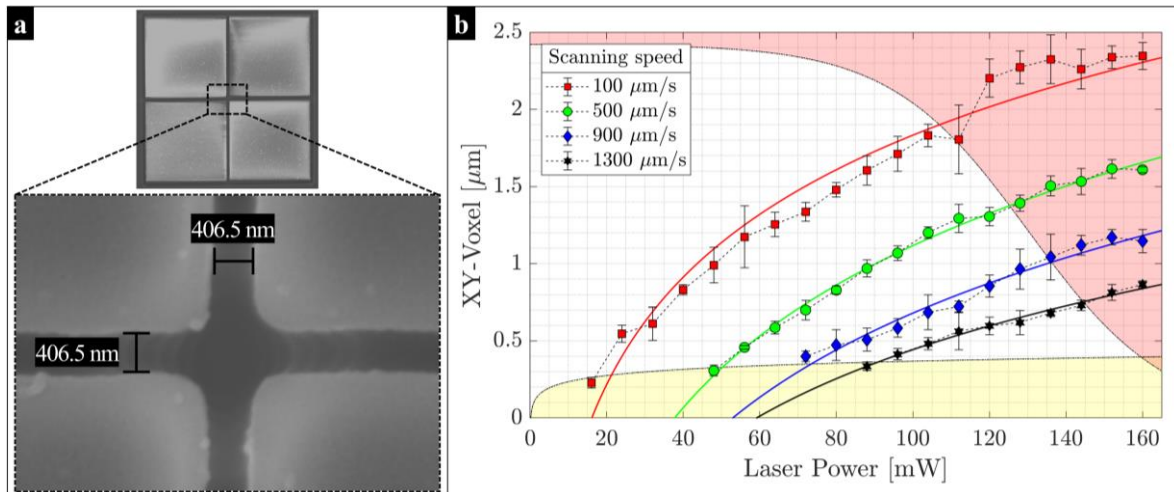 a
406.5 nm
406.5 nm
b
XY-Voxel [μm]
2.5
2
1.5
1
0.5
0
Scanning speed
100 μm/s
500 μm/s
900 μm/s
1300 μm/s
0 20 40 60 80 100 120 140 160
Laser Power [mW]